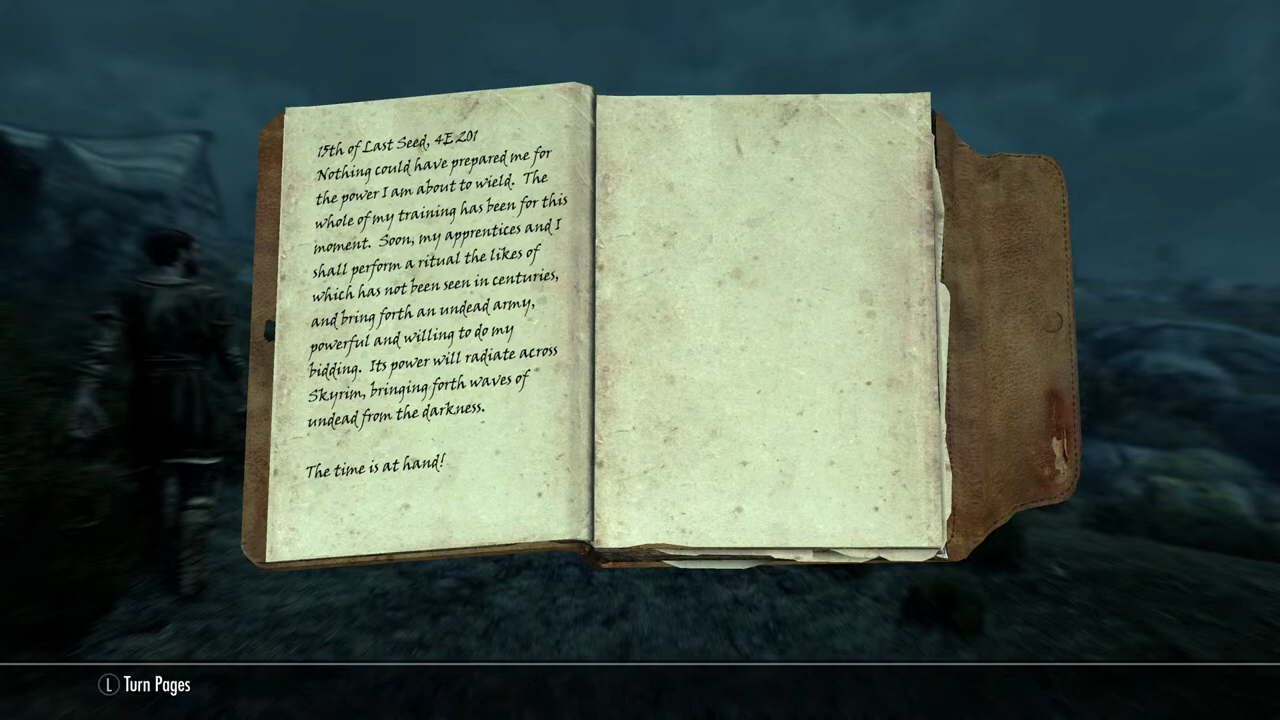 15th of Last Seed, 4E 201
Nothing could have prepared me for
the power I am about to wield. The
whole of my training has been for this
moment. Soon, my apprentices and I
shall perform a ritual the likes of
which has not been seen in centuries,
and bring forth an undead army,
powerful and willing to do my
bidding. Its power will radiate across
Skyrim, bringing forth waves of
undead from the darkness.
The time is at hand!
L Turn Pages